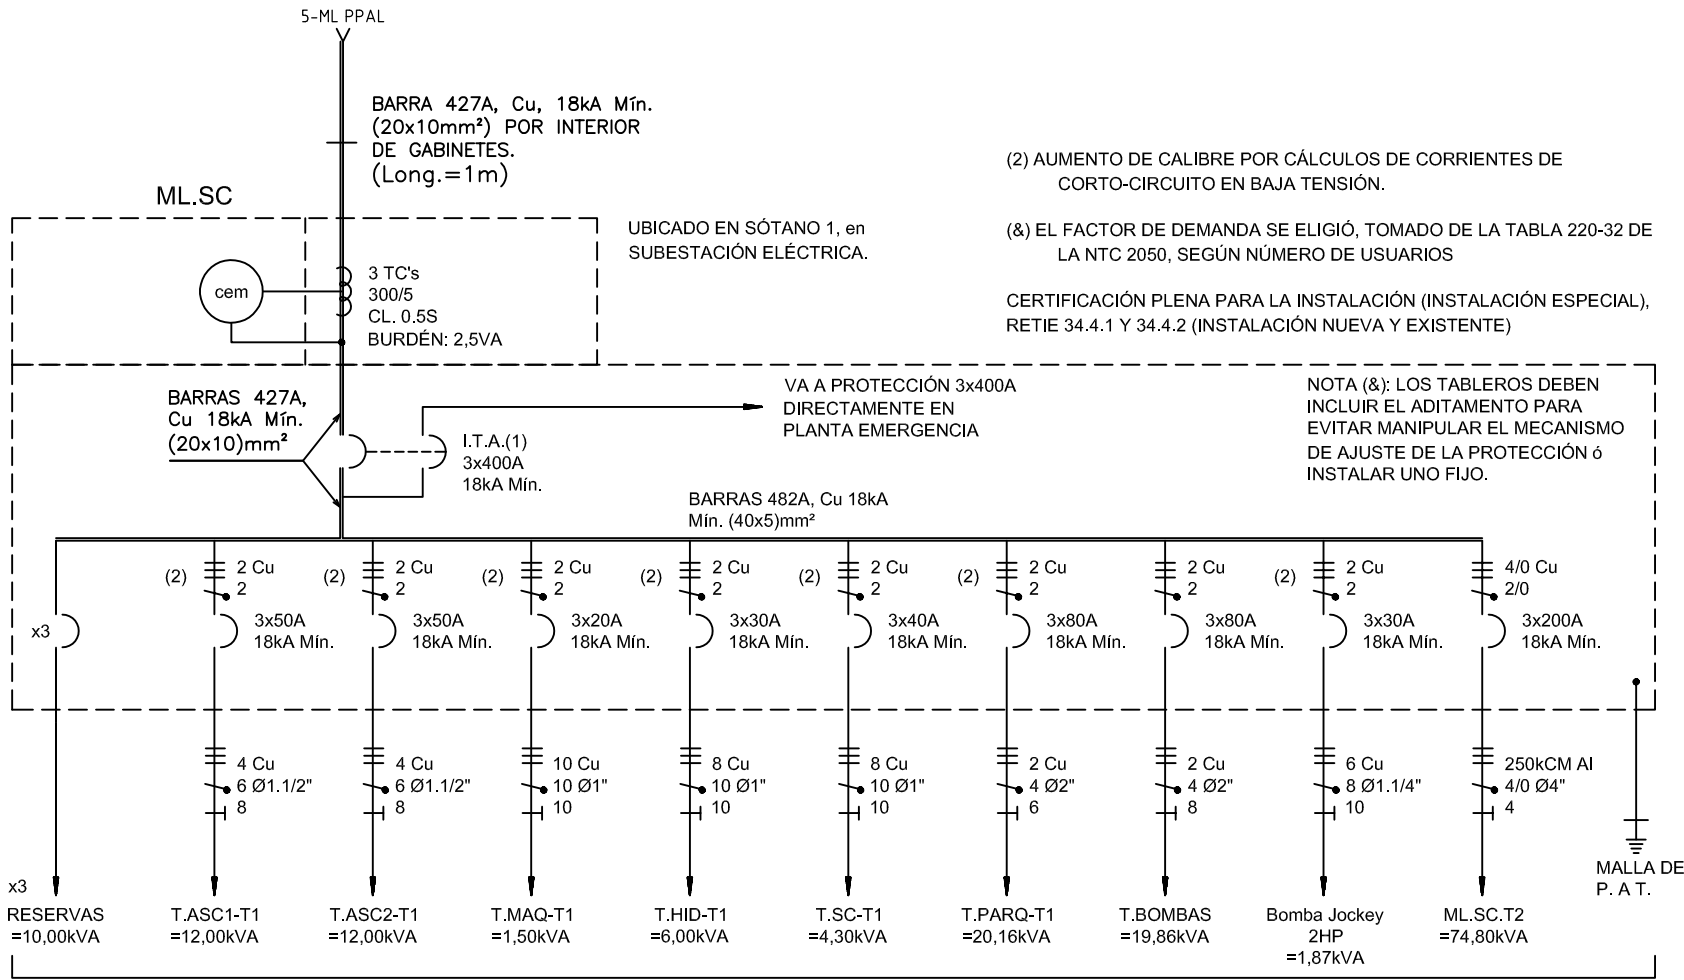 5-ML PPAL
BARRA 427A, Cu, 18kA Mín.
(20x10mm²) POR INTERIOR
DE GABINETES.
(Long.=1m)
ML.SC
UBICADO EN SÓTANO 1, en
SUBESTACIÓN ELÉCTRICA.
(2) AUMENTO DE CALIBRE POR CÁLCULOS DE CORRIENTES DE
CORTO-CIRCUITO EN BAJA TENSIÓN.
(&) EL FACTOR DE DEMANDA SE ELIGIÓ, TOMADO DE LA TABLA 220-32 DE
LA NTC 2050, SEGÚN NÚMERO DE USUARIOS
CERTIFICACIÓN PLENA PARA LA INSTALACIÓN (INSTALACIÓN ESPECIAL),
RETIE 34.4.1 Y 34.4.2 (INSTALACIÓN NUEVA Y EXISTENTE)
cem
3 TC's
300/5
CL. 0.5S
BURDÉN: 2,5VA
BARRAS 427A,
Cu 18kA Mín.
(20x10)mm²
I.T.A.(1)
3x400A
18kA Mín.
VA A PROTECCIÓN 3x400A
DIRECTAMENTE EN
PLANTA EMERGENCIA
NOTA (&): LOS TABLEROS DEBEN
INCLUIR EL ADITAMENTO PARA
EVITAR MANIPULAR EL MECANISMO
DE AJUSTE DE LA PROTECCIÓN ó
INSTALAR UNO FIJO.
BARRAS 482A, Cu 18kA
Mín. (40x5)mm²
x3
x3
RESERVAS
=10,00kVA
(2)
2 Cu
2
3x50A
18kA Mín.
4 Cu
6 Ø1.1/2"
8
T.ASC1-T1
=12,00kVA
(2)
2 Cu
2
3x50A
18kA Mín.
4 Cu
6 Ø1.1/2"
8
T.ASC2-T1
=12,00kVA
(2)
2 Cu
2
3x20A
18kA Mín.
10 Cu
10 Ø1"
10
T.MAQ-T1
=1,50kVA
(2)
2 Cu
2
3x30A
18kA Mín.
8 Cu
10 Ø1"
10
T.HID-T1
=6,00kVA
(2)
2 Cu
2
3x40A
18kA Mín.
8 Cu
10 Ø1"
10
T.SC-T1
=4,30kVA
(2)
2 Cu
2
3x80A
18kA Mín.
2 Cu
4 Ø2"
6
T.PARQ-T1
=20,16kVA
2 Cu
2
3x80A
18kA Mín.
2 Cu
4 Ø2"
8
T.BOMBAS
=19,86kVA
(2)
2 Cu
2
3x30A
18kA Mín.
6 Cu
8 Ø1.1/4"
10
Bomba Jockey
2HP
=1,87kVA
4/0 Cu
2/0
3x200A
18kA Mín.
250kCM Al
4/0 Ø4"
4
ML.SC.T2
=74,80kVA
MALLA DE
P. A T.